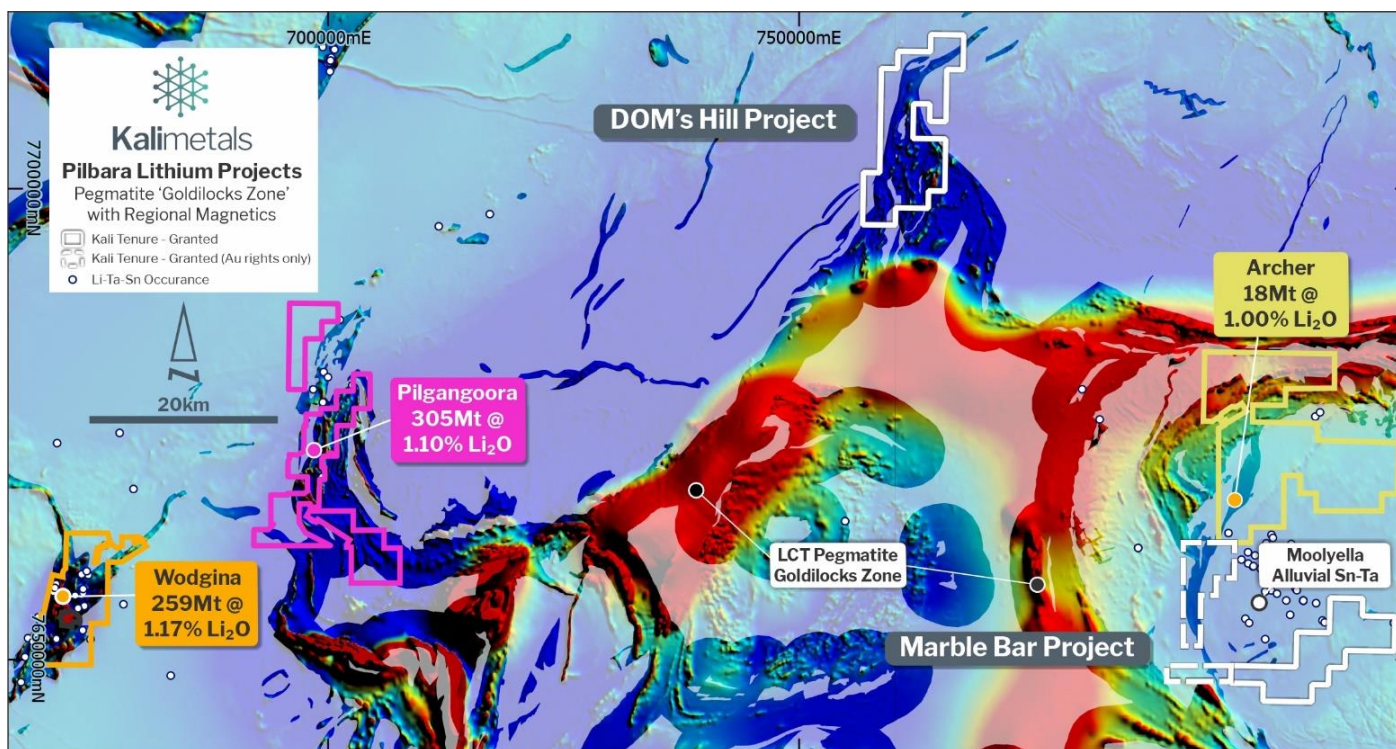 700000mE
750000mE
Kalimetals
Pilbara Lithium Projects
Pegmatite 'Goldilocks Zone'
with Regional Magnetics
Kali Tenure - Granted
Kali Tenure - Granted (Au rights only)
Li-Ta-Sn Occurance
7700000mN
N
20km
DOM's Hill Project
Archer
18Mt @
1.00% Li₂O
Pilgangoora
305Mt @
1.10% Li₂O
LCT Pegmatite
Goldilocks Zone
Moolyella
Alluvial Sn-Ta
Wodgina
259Mt @
1.17% Li₂O
7650000mN
Marble Bar Project